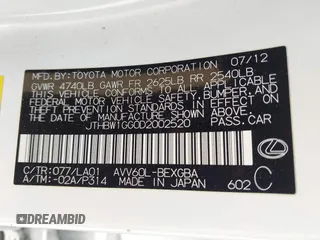 MFD.BY:TOYOTA MOTOR CORPORATION 07/12
GVWR 4740LB GAWR FR 2625LB RR 2540LB
THIS VEHICLE CONFORMS TO ALL APPLICABLE
FEDERAL MOTOR VEHICLE SAFETY, BUMPER, AND
THEFT PREVENTION STANDARDS IN EFFECT ON
THE DATE OF MANUFACTURE SHOWN ABOVE.
JTHBW1GG0D2002520 PASS.CAR
C/TR:077/LA01 AVV60L-BEXGBA
A/TM:-02A/P314 MADE IN JAPAN 602 C
DREAMBID